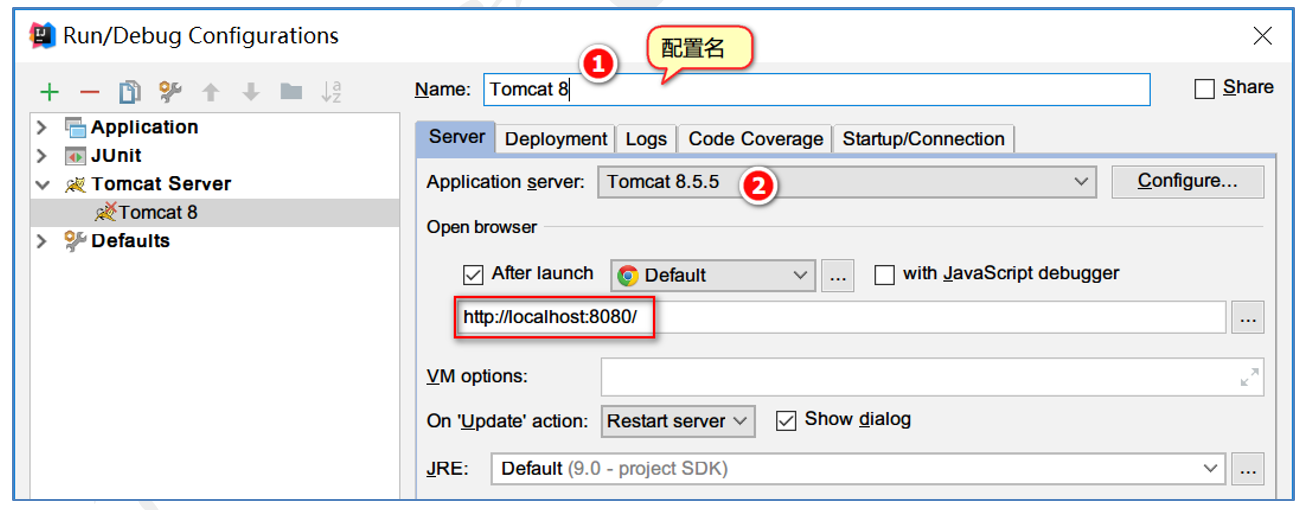 Run/Debug Configurations
配置名
1
Name: Tomcat 8
Share
Application
JUnit
Tomcat Server
Tomcat 8
Defaults
Server Deployment Logs Code Coverage Startup/Connection
Application server: Tomcat 8.5.5 2 Configure...
Open browser
After launch Default ... with JavaScript debugger
http://localhost:8080/ ...
VM options:
On 'Update' action: Restart server Show dialog
JRE: Default (9.0 - project SDK) ...